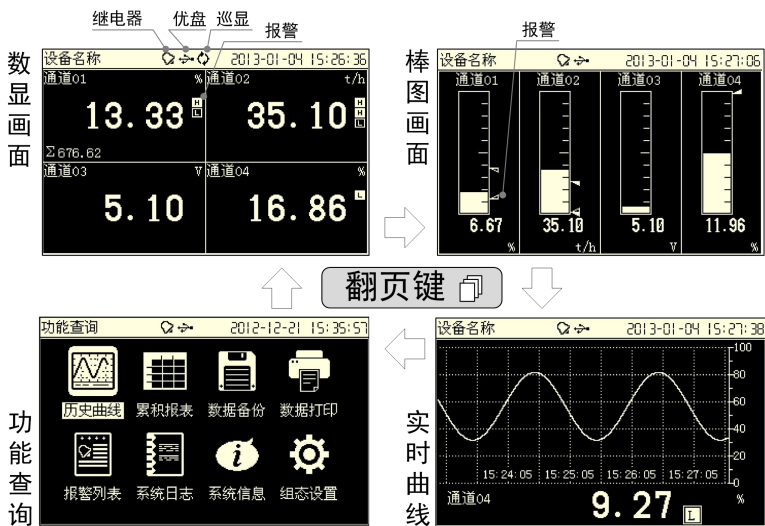 继电器 优盘 巡显 报警
数显画面
设备名称 2013-01-04 15:26:36
通道01 %
13.33 H L
Σ676.62
通道02 t/h
35.10 H H L
通道03 V
5.10
通道04 %
16.86 L
报警
棒图画面
设备名称 2013-01-04 15:27:06
通道01 通道02 通道03 通道04
6.67 35.10 5.10 11.96
% t/h V %
翻页键
功能查询
功能查询 2012-12-21 15:35:57
历史曲线 累积报表 数据备份 数据打印
报警列表 系统日志 系统信息 组态设置
实时曲线
设备名称 2013-01-04 15:27:38
100
80
60
40
20
0
15:24:05 15:25:05 15:26:05 15:27:05
通道04 9.27 L %